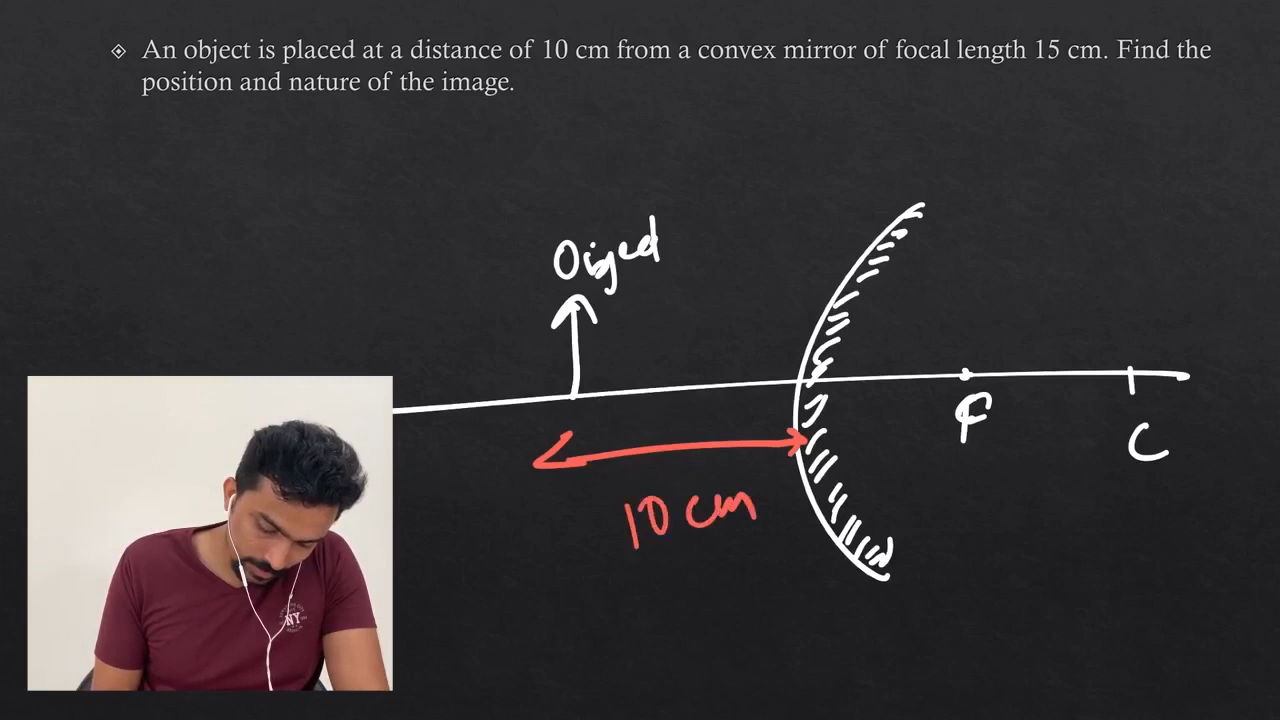 An object is placed at a distance of 10 cm from a convex mirror of focal length 15 cm. Find the
position and nature of the image.
10 cm
F
C
NY